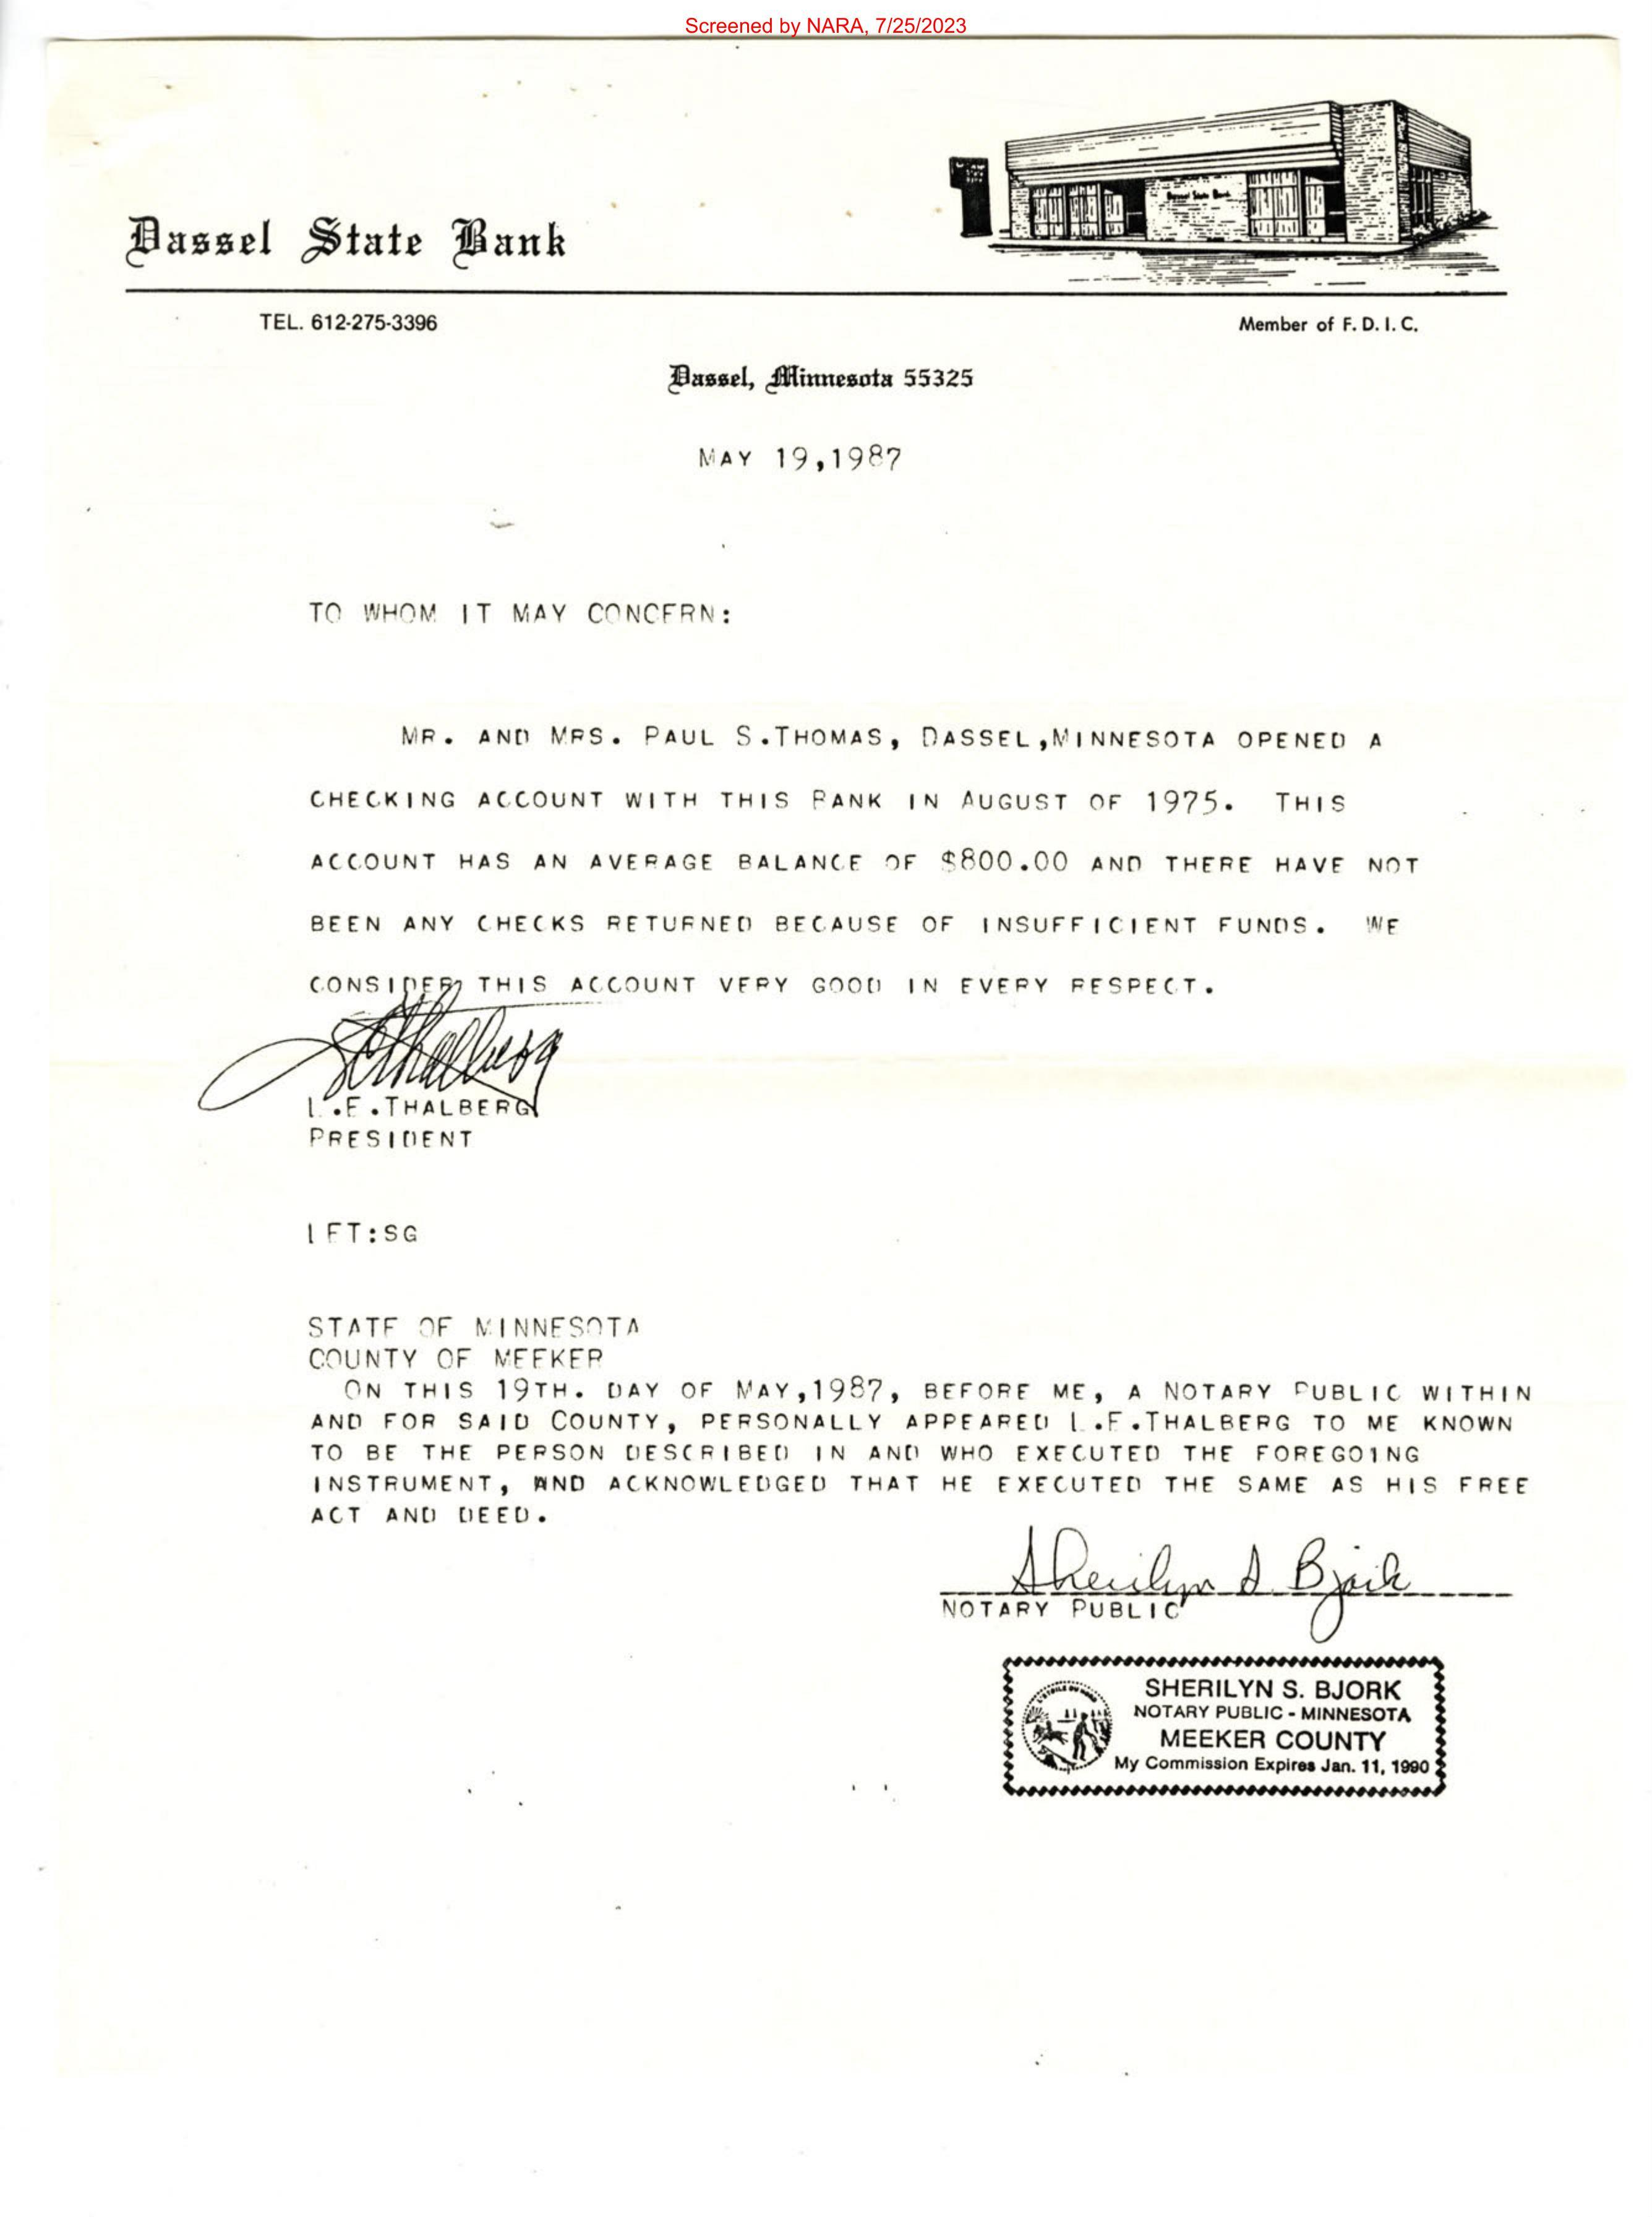 Screened by NARA, 7/25/2023
Dassel State Bank
TEL. 612-275-3396
Member of F. D. I. C.
Dassel, Minnesota 55325
MAY 19,1987
TO WHOM IT MAY CONCERN:
MR. AND MRS. PAUL S.THOMAS, DASSEL,MINNESOTA OPENED A
CHECKING ACCOUNT WITH THIS BANK IN AUGUST OF 1975. THIS
ACCOUNT HAS AN AVERAGE BALANCE OF $800.00 AND THERE HAVE NOT
BEEN ANY CHECKS RETURNED BECAUSE OF INSUFFICIENT FUNDS. WE
CONSIDER THIS ACCOUNT VERY GOOD IN EVERY RESPECT.
L.F.THALBERG
PRESIDENT
LFT:SG
STATE OF MINNESOTA
COUNTY OF MEEKER
ON THIS 19TH. DAY OF MAY,1987, BEFORE ME, A NOTARY PUBLIC WITHIN
AND FOR SAID COUNTY, PERSONALLY APPEARED L.F.THALBERG TO ME KNOWN
TO BE THE PERSON DESCRIBED IN AND WHO EXECUTED THE FOREGOING
INSTRUMENT, AND ACKNOWLEDGED THAT HE EXECUTED THE SAME AS HIS FREE
ACT AND DEED.
Sherilyn S. Bjork
NOTARY PUBLIC
SHERILYN S. BJORK
NOTARY PUBLIC - MINNESOTA
MEEKER COUNTY
My Commission Expires Jan. 11, 1990